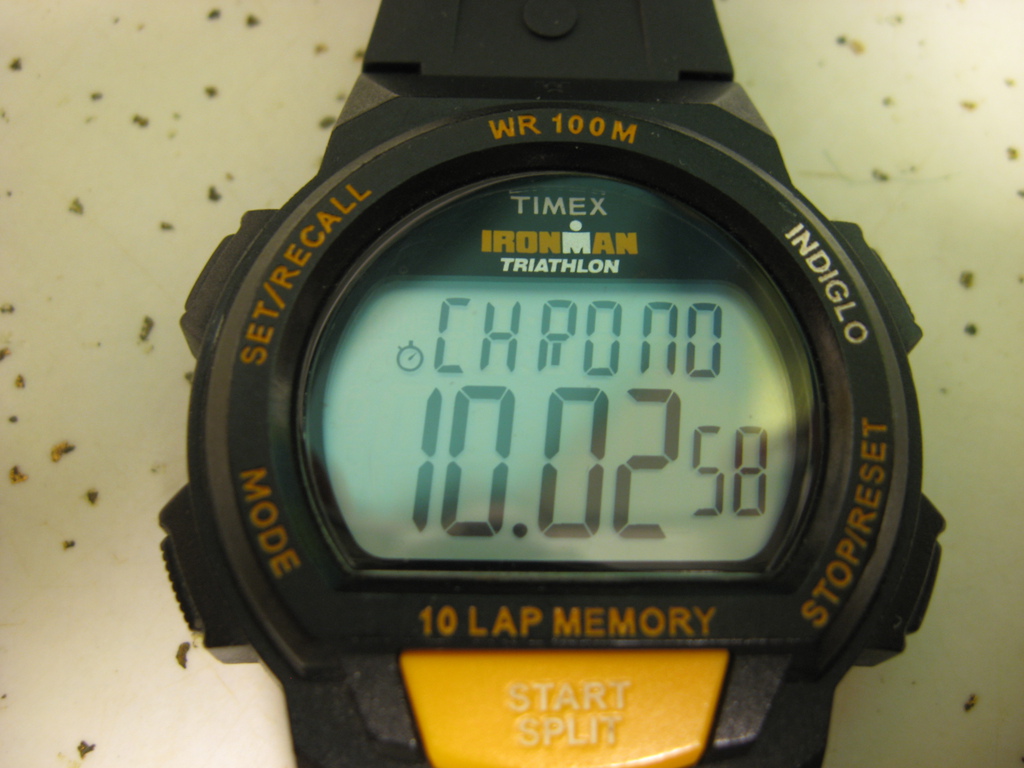 WR 100M
SET/RECALL
TIMEX
IRONMAN
TRIATHLON
INDIGLO
CHRONO
10.02 58
MODE
STOP/RESET
10 LAP MEMORY
START
SPLIT